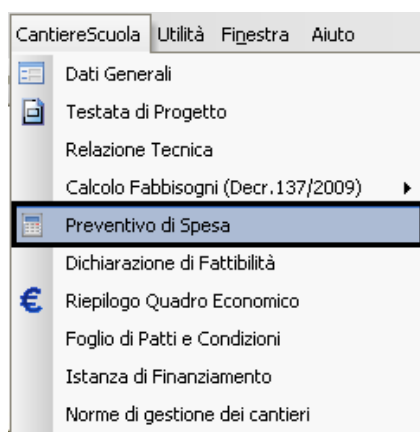 CantiereScuola Utilità Finestra Aiuto
Dati Generali
Testata di Progetto
Relazione Tecnica
Calcolo Fabbisogni (Decr.137/2009)
Preventivo di Spesa
Dichiarazione di Fattibilità
Riepilogo Quadro Economico
Foglio di Patti e Condizioni
Istanza di Finanziamento
Norme di gestione dei cantieri